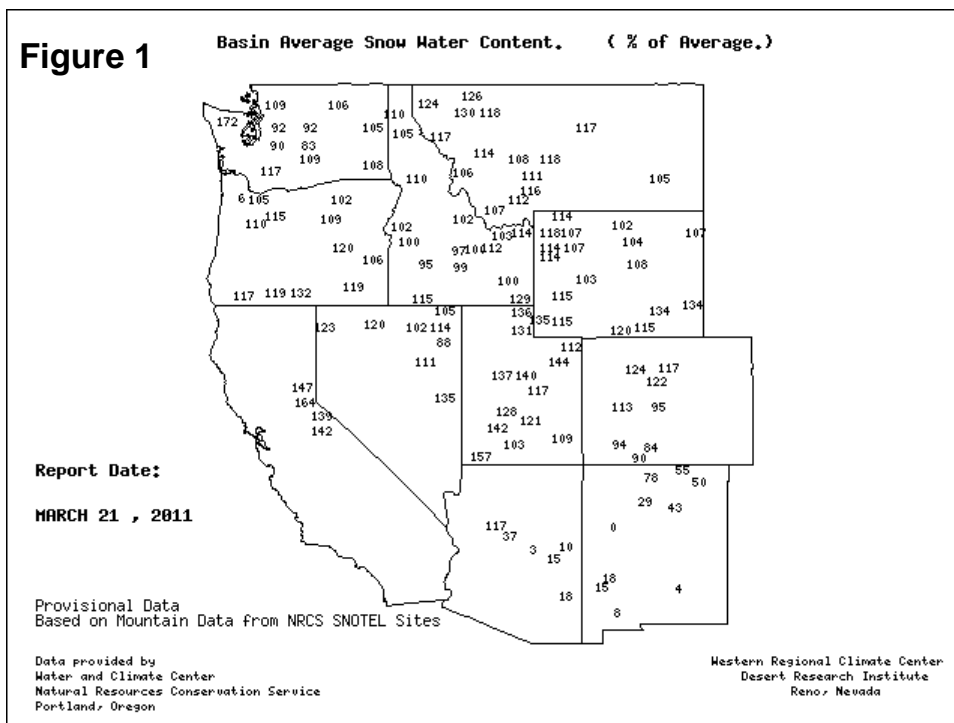 Figure 1
Basin Average Snow Water Content. ( % of Average.)
126
109 106 124
110 130 118
172
92 92 105 105 117
117
90 83 114
109 108 118
117 108 106 111
110 105
116
6 105 102 112
107
110 115 109 102 114
102 103 114 118 107 102 107
100 97 112 114 107 104
120 114
106 95 99 108
100 103
119
117 119 132 115 129 115 134
105 136 134
123 120 102 114 131 135 115 120 115
88 112
111 144
137 140 124 117
122
147 135 117
164 128 113 95
139 121
142 142
103 109 94 84
157 90
Report Date:
55
78 50
MARCH 21 , 2011
29 43
117 0
37
3 10
15
18
18 15 4
8
Provisional Data
Based on Mountain Data from NRCS SNOTEL Sites
Data provided by
Water and Climate Center
Natural Resources Conservation Service
Portland, Oregon
Western Regional Climate Center
Desert Research Institute
Reno, Nevada